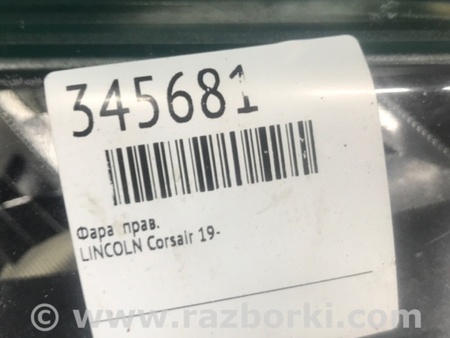 345681
Фара прав.
LINCOLN Corsair 19-
© www.razborki.com